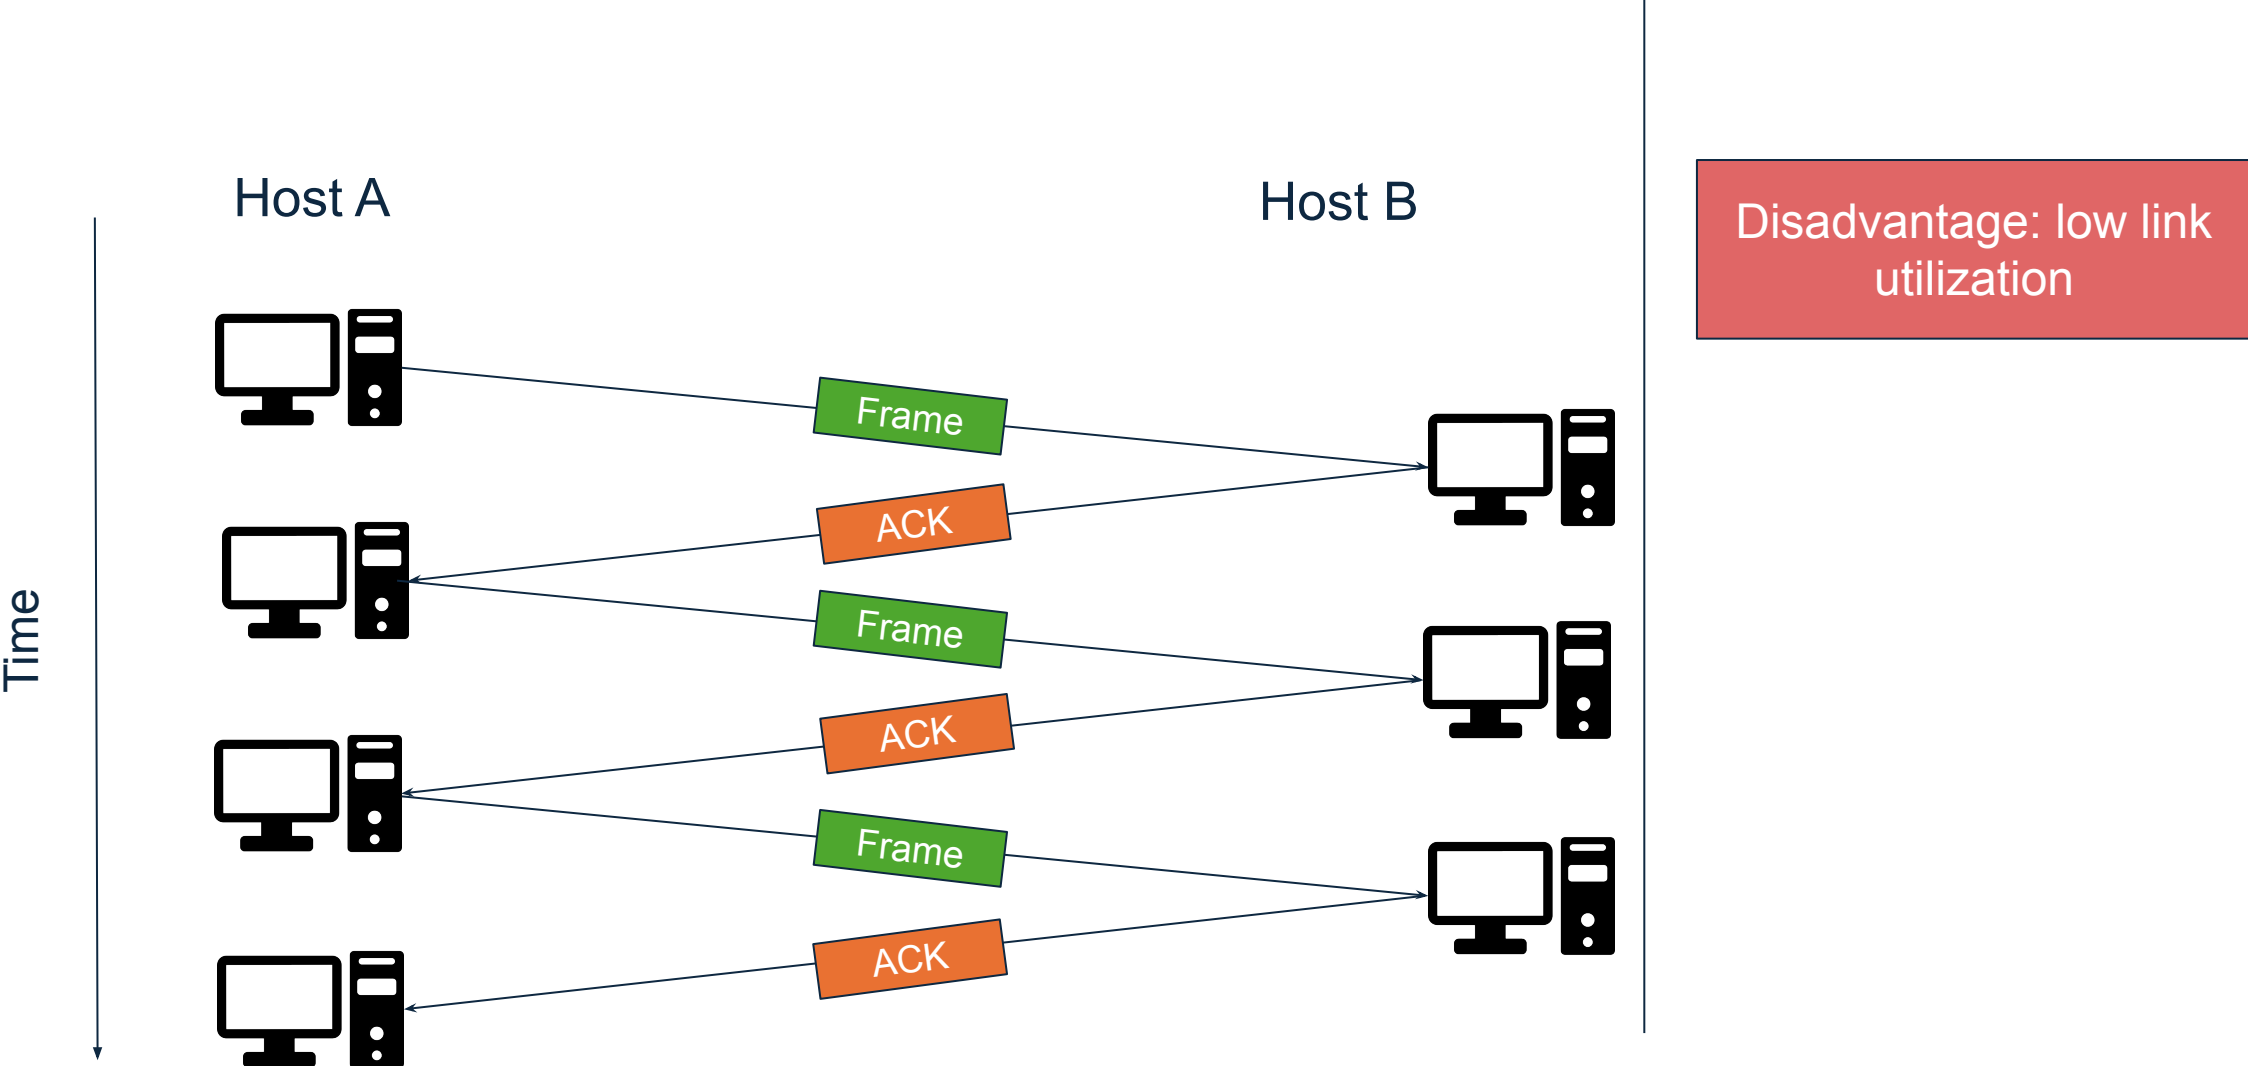 Host A
Host B
Disadvantage: low link
utilization
Time
Frame
ACK
Frame
ACK
Frame
ACK